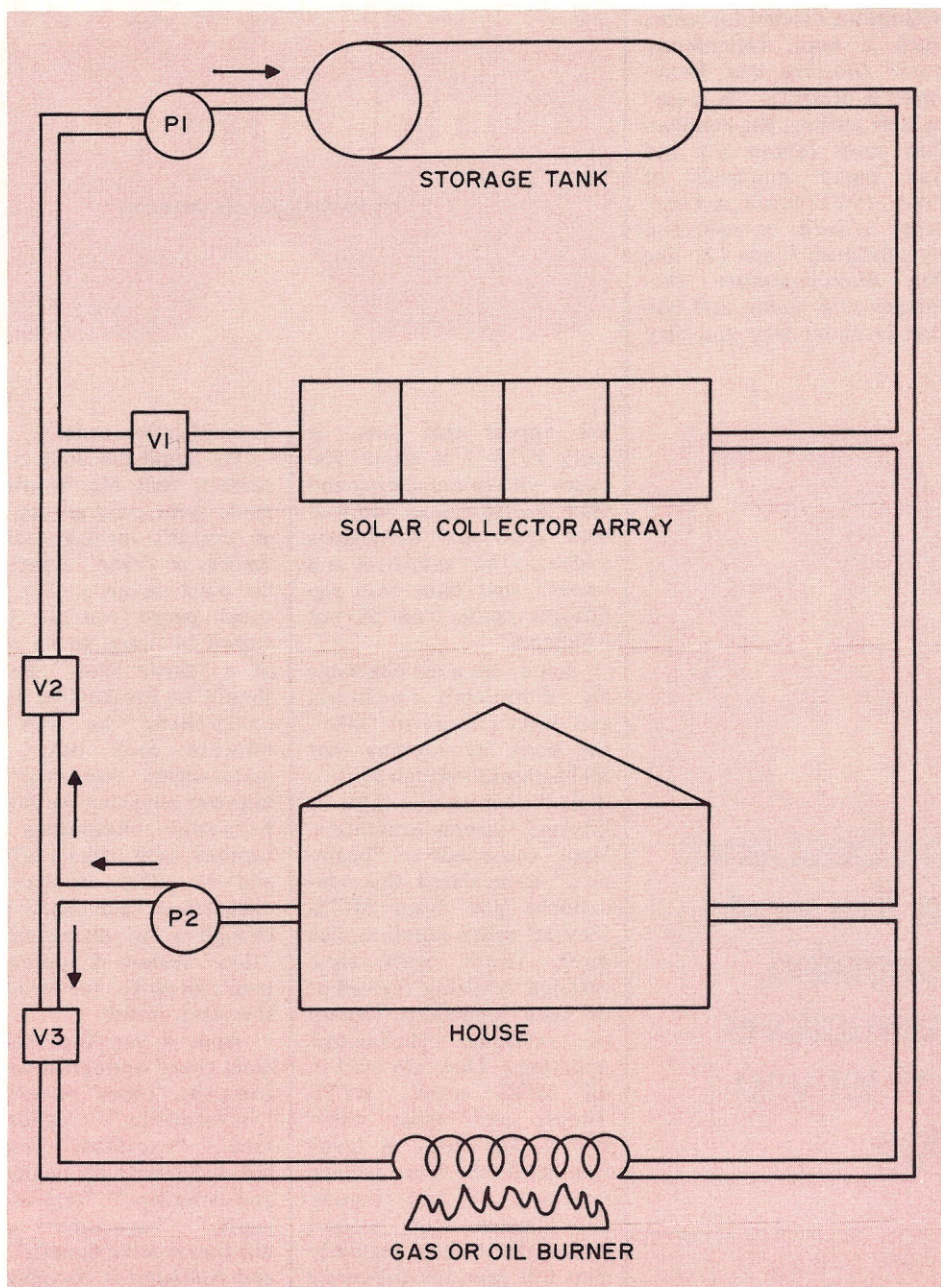 P1
STORAGE TANK
V1
SOLAR COLLECTOR ARRAY
V2
P2
V3
HOUSE
GAS OR OIL BURNER